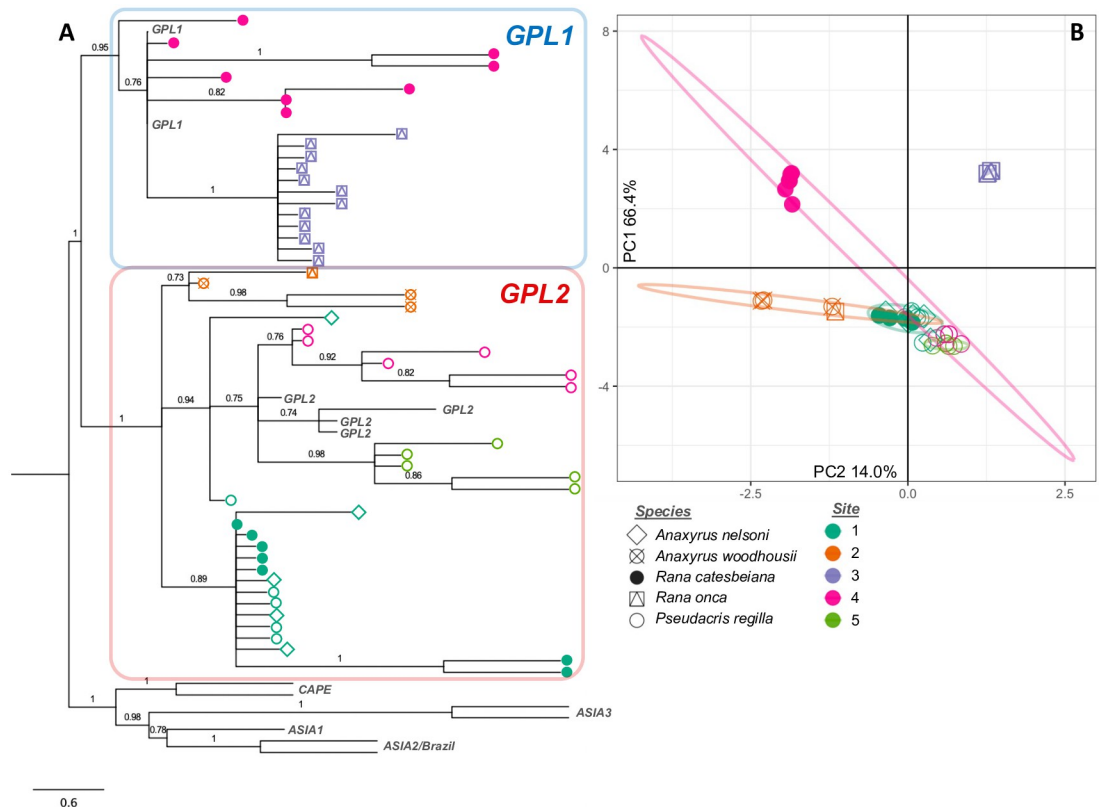 A
GPL1
GPL1
0.95
1
0.76
0.82
GPL1
1
1
GPL2
0.73
0.98
0.76
0.92
0.82
0.94
0.75
GPL2
GPL2
0.74
GPL2
GPL2
1
0.98
0.86
0.89
1
1
CAPE
1
1
ASIA3
0.98
0.78
ASIA1
1
ASIA2/Brazil
0.6
B
8
4
0
-4
PC1 66.4%
PC2 14.0%
-2.5
0.0
2.5
Species
Anaxyrus nelsoni
Anaxyrus woodhousii
Rana catesbeiana
Rana onca
Pseudacris regilla
Site
1
2
3
4
5